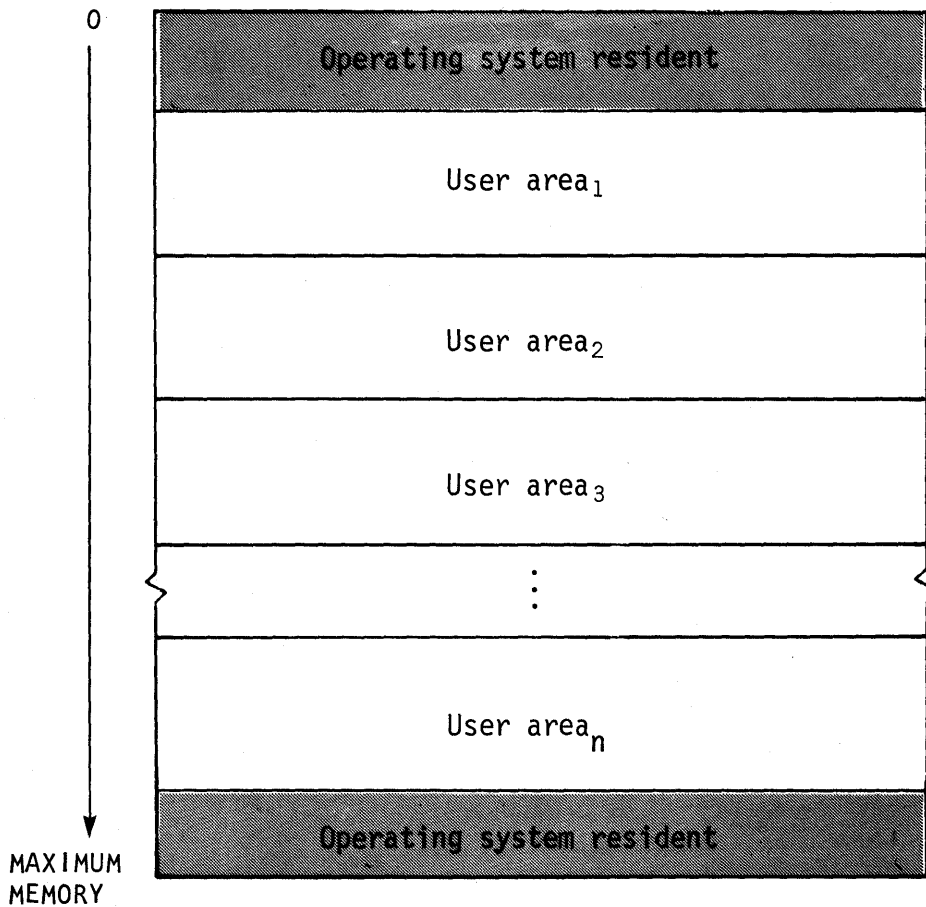 0
Operating system resident
User area₁
User area₂
User area₃
⋮
User areaₙ
Operating system resident
MAXIMUM
MEMORY